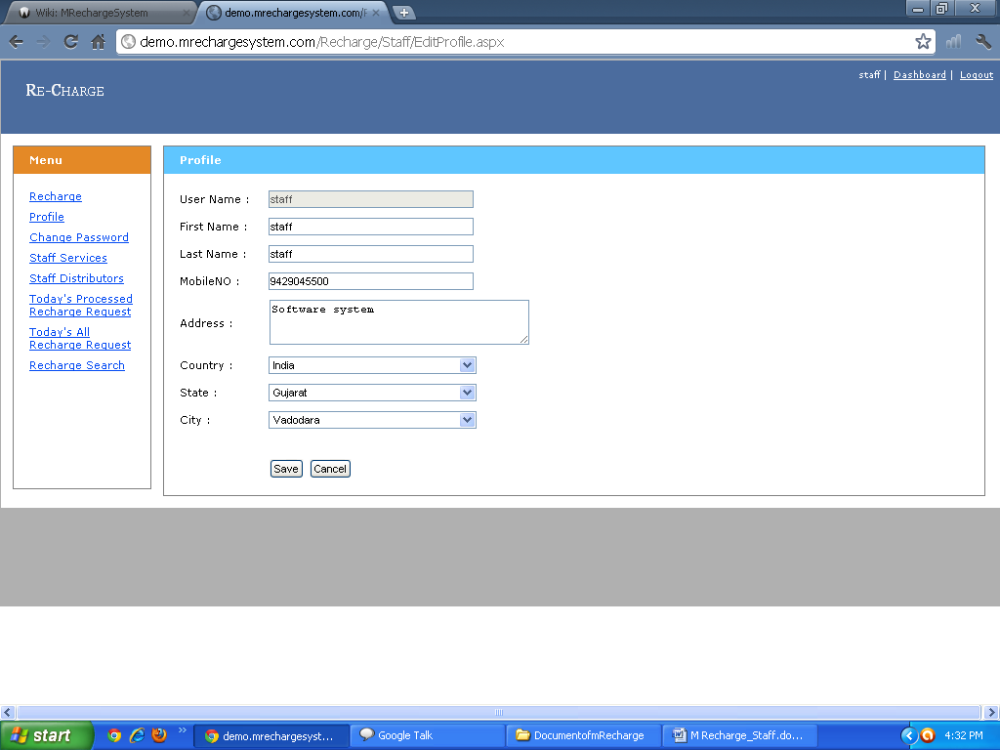 Wiki: MRechargeSystem
demo.mrechargesystem.com/
demo.mrechargesystem.com/Recharge/Staff/EditProfile.aspx
staff | Dashboard | Logout
RE-CHARGE
Menu
Recharge
Profile
Change Password
Staff Services
Staff Distributors
Today's Processed
Recharge Request
Today's All
Recharge Request
Recharge Search
Profile
User Name : staff
First Name : staff
Last Name : staff
MobileNO : 9429045500
Address : Software system
Country : India
State : Gujarat
City : Vadodara
Save Cancel
start
demo.mrechargesyst...
Google Talk
DocumentofmRecharge
M Recharge_Staff.do...
4:32 PM